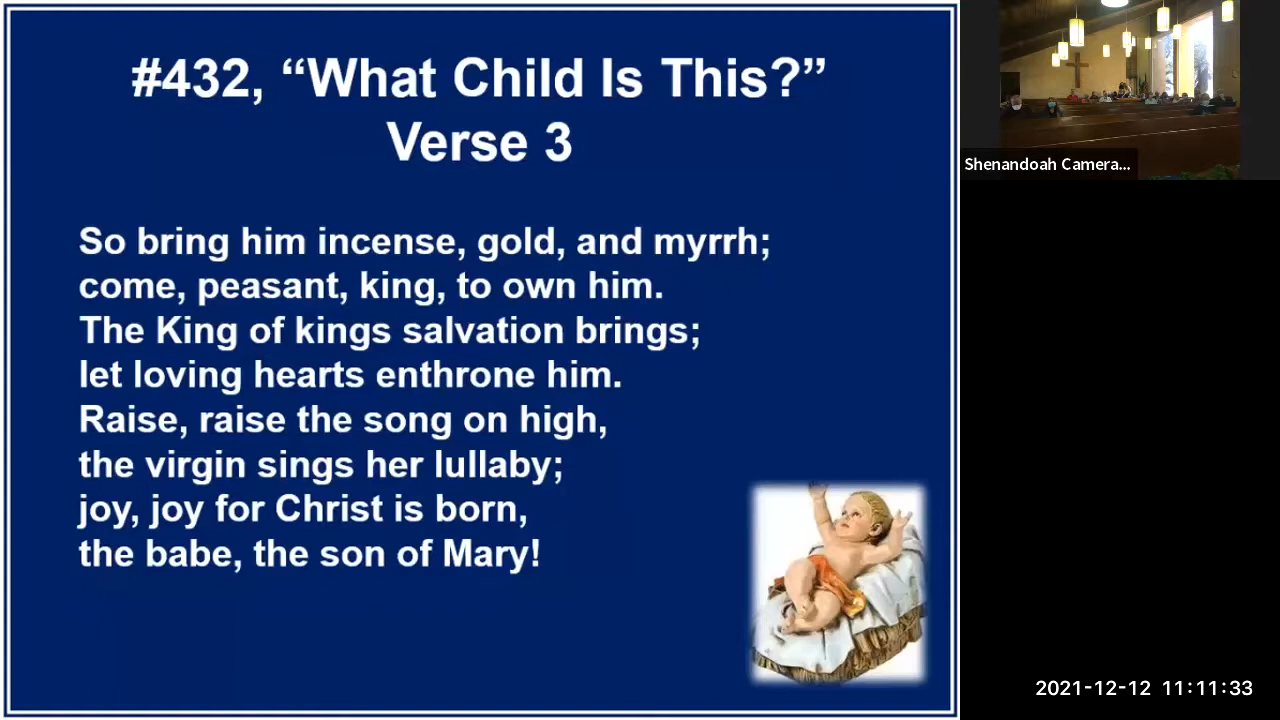 #432, “What Child Is This?”
Verse 3
So bring him incense, gold, and myrrh;
come, peasant, king, to own him.
The King of kings salvation brings;
let loving hearts enthrone him.
Raise, raise the song on high,
the virgin sings her lullaby;
joy, joy for Christ is born,
the babe, the son of Mary!
Shenandoah Camera...
2021-12-12 11:11:33